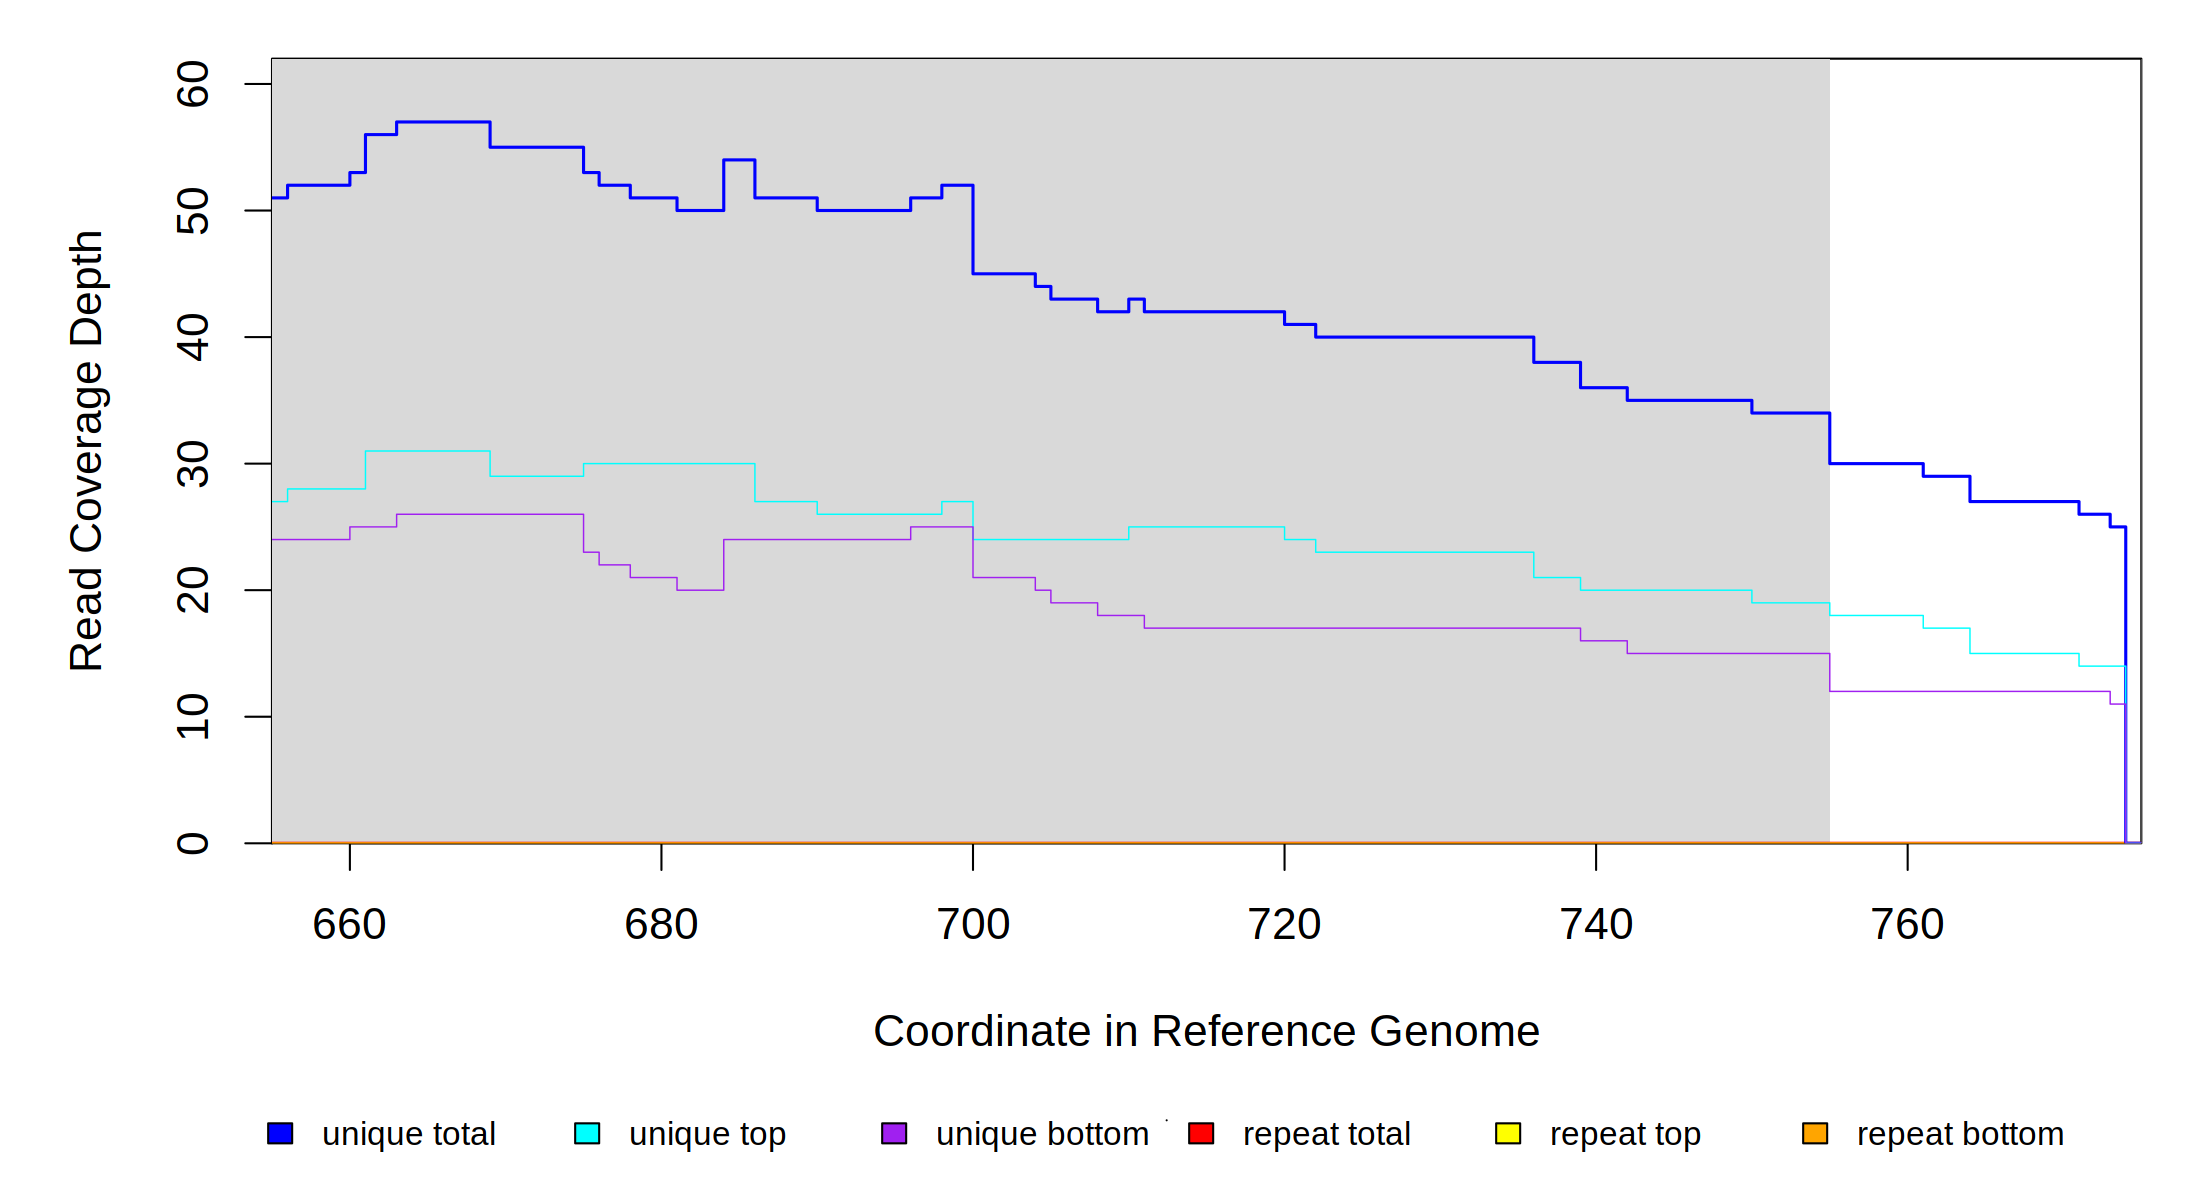 60
50
40
30
20
10
0
Read Coverage Depth
660 680 700 720 740 760
Coordinate in Reference Genome
unique total unique top unique bottom repeat total repeat top repeat bottom